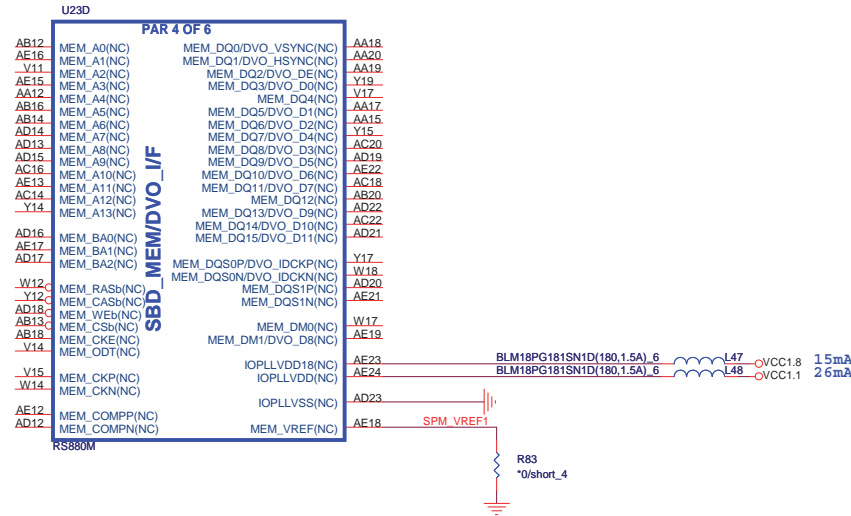 U23D
PAR 4 OF 6
AB12 MEM_A0(NC) MEM_DQ0/DVO_VSYNC(NC) AA18
AE16 MEM_A1(NC) MEM_DQ1/DVO_HSYNC(NC) AA20
V11 MEM_A2(NC) MEM_DQ2/DVO_DE(NC) AA19
AE15 MEM_A3(NC) MEM_DQ3/DVO_D0(NC) Y19
AA12 MEM_A4(NC) MEM_DQ4(NC) V17
AB16 MEM_A5(NC) MEM_DQ5/DVO_D1(NC) AA17
AB14 MEM_A6(NC) MEM_DQ6/DVO_D2(NC) AA15
AD14 MEM_A7(NC) MEM_DQ7/DVO_D4(NC) Y15
AD13 MEM_A8(NC) MEM_DQ8/DVO_D3(NC) AC20
AD15 MEM_A9(NC) MEM_DQ9/DVO_D5(NC) AD19
AC16 MEM_A10(NC) MEM_DQ10/DVO_D6(NC) AE22
AE13 MEM_A11(NC) MEM_DQ11/DVO_D7(NC) AC18
AC14 MEM_A12(NC) MEM_DQ12(NC) AB20
Y14 MEM_A13(NC) MEM_DQ13/DVO_D9(NC) AD22
MEM_DQ14/DVO_D10(NC) AC22
AD16 MEM_BA0(NC) MEM_DQ15/DVO_D11(NC) AD21
AE17 MEM_BA1(NC)
AD17 MEM_BA2(NC) MEM_DQS0P/DVO_IDCKP(NC) Y17
MEM_DQS0N/DVO_IDCKN(NC) W18
W12 MEM_RASb(NC) MEM_DQS1P(NC) AD20
Y12 MEM_CASb(NC) MEM_DQS1N(NC) AE21
AD18 MEM_WEb(NC)
AB13 MEM_CSb(NC) MEM_DM0(NC) W17
AB18 MEM_CKE(NC) MEM_DM1/DVO_D8(NC) AE19
V14 MEM_ODT(NC)
SBD_MEM/DVO_I/F
IOPLLVDD18(NC) AE23 BLM18PG181SN1D(180,1.5A)_6 L47 VCC1.8 15mA
V15 MEM_CKP(NC) IOPLLVDD(NC) AE24 BLM18PG181SN1D(180,1.5A)_6 L48 VCC1.1 26mA
W14 MEM_CKN(NC)
IOPLLVSS(NC) AD23
AE12 MEM_COMPP(NC)
AD12 MEM_COMPN(NC) MEM_VREF(NC) AE18 SPM_VREF1
RS880M
R83
*0/short_4